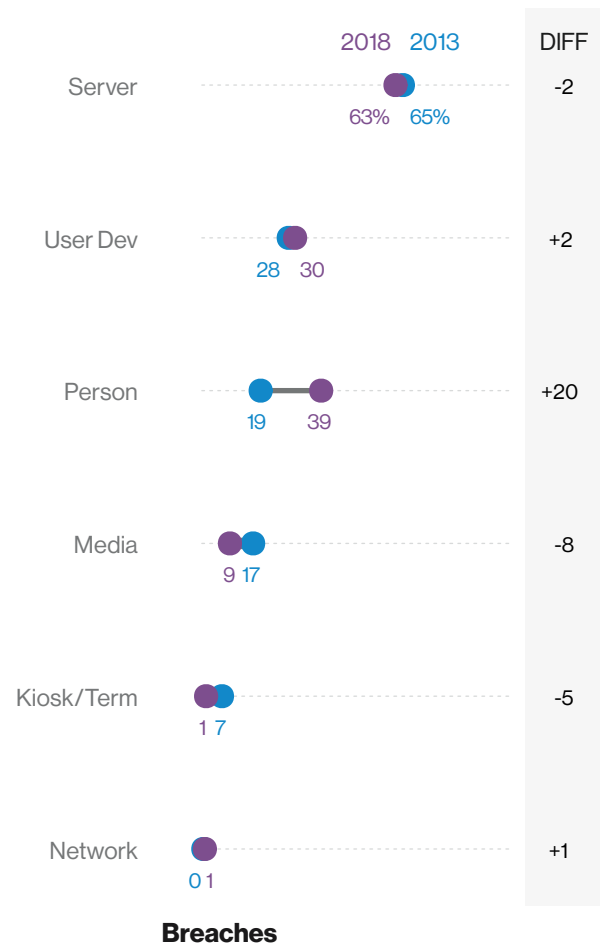 2018 2013 DIFF
Server -2
63% 65%
User Dev +2
28 30
Person +20
19 39
Media -8
9 17
Kiosk/Term -5
1 7
Network +1
0 1
Breaches